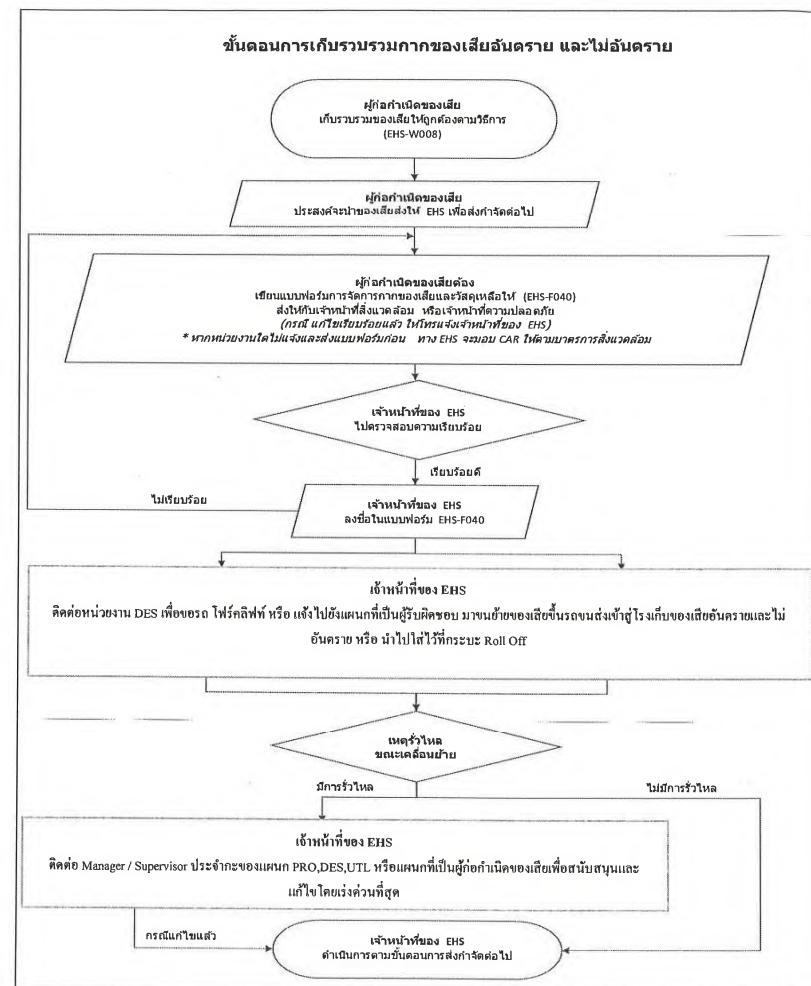 ขั้นตอนการเก็บรวบรวมกากของเสียอันตราย และไม่อันตราย
ผู้ก่อกำเนิดของเสีย
เก็บรวบรวมของเสียให้ถูกต้องตามวิธีการ
(EHS-W008)
ผู้ก่อกำเนิดของเสีย
ประสงค์จะนำของเสียส่งให้ EHS เพื่อส่งกำจัดต่อไป
ผู้ก่อกำเนิดของเสียต้อง
เขียนแบบฟอร์มการจัดการกากของเสียและวัสดุเหลือให้ (EHS-F040)
ส่งให้กับเจ้าหน้าที่สิ่งแวดล้อม หรือเจ้าหน้าที่ความปลอดภัย
(กรณี แก้ไขเรียบร้อยแล้ว ให้โทรแจ้งเจ้าหน้าที่ของ EHS)
* หากหน่วยงานใดไม่แจ้งและส่งแบบฟอร์มก่อน ทาง EHS จะมอบ CAR ให้ตามมาตรการสิ่งแวดล้อม
เจ้าหน้าที่ของ EHS
ไปตรวจสอบความเรียบร้อย
เรียบร้อยดี
ไม่เรียบร้อย
เจ้าหน้าที่ของ EHS
ลงชื่อในแบบฟอร์ม EHS-F040
เจ้าหน้าที่ของ EHS
ติดต่อหน่วยงาน DES เพื่อขอรถ โฟร์คลิฟท์ หรือ แจ้งไปยังแผนกที่เป็นผู้รับผิดชอบ มาขนย้ายของเสียขึ้นรถขนส่งเข้าสู่โรงเก็บของเสียอันตรายและไม่
อันตราย หรือ นำไปใส่ไว้ที่กระบะ Roll Off
เหตุรั่วไหล
ขณะเคลื่อนย้าย
มีการรั่วไหล
ไม่มีการรั่วไหล
เจ้าหน้าที่ของ EHS
ติดต่อ Manager / Supervisor ประจำกะของแผนก PRO,DES,UTL หรือแผนกที่เป็นผู้ก่อกำเนิดของเสียเพื่อสนับสนุนและ
แก้ไขโดยเร่งด่วนที่สุด
กรณีแก้ไขแล้ว
เจ้าหน้าที่ของ EHS
ดำเนินการตามขั้นตอนการส่งกำจัดต่อไป